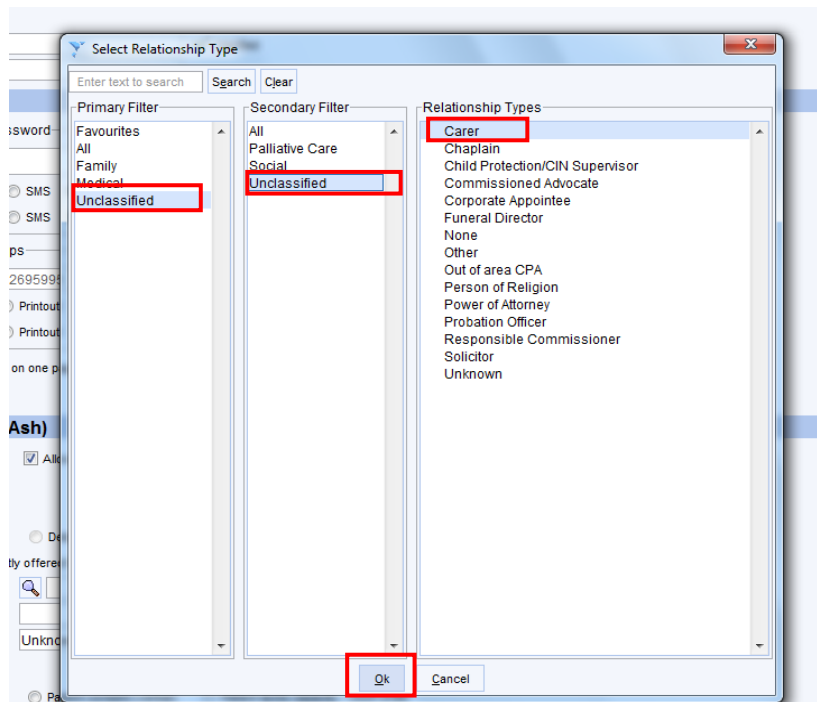 Select Relationship Type
Enter text to search Search Clear
Primary Filter
Favourites
All
Family
Medical
Unclassified
Secondary Filter
All
Palliative Care
Social
Unclassified
Relationship Types
Carer
Chaplain
Child Protection/CIN Supervisor
Commissioned Advocate
Corporate Appointee
Funeral Director
None
Other
Out of area CPA
Person of Religion
Power of Attorney
Probation Officer
Responsible Commissioner
Solicitor
Unknown
Ok Cancel
ssword
SMS
SMS
ps
269599
Printout
Printout
on one p
Ash)
All
De
tly offere
Unkno